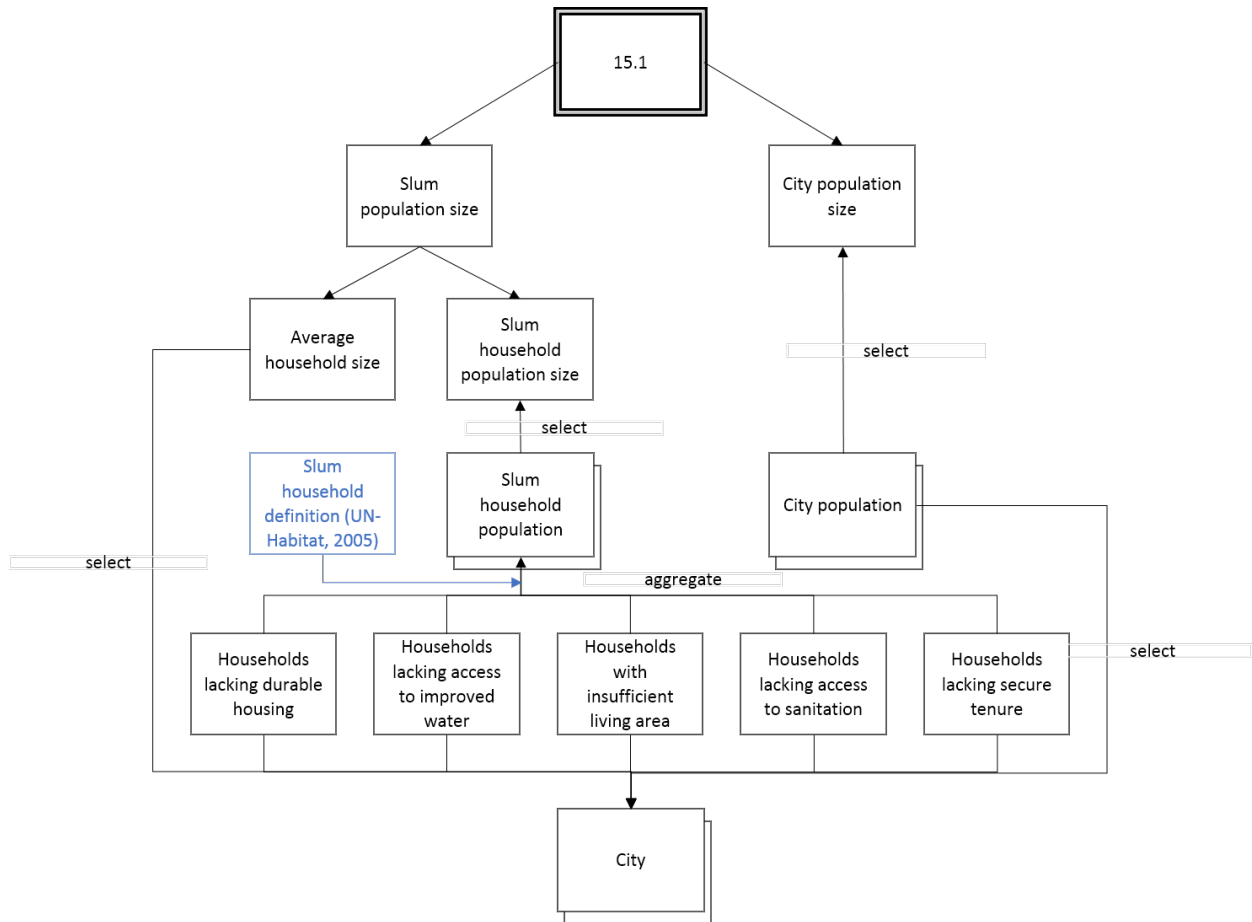 15.1
Slum
population size
City population
size
Average
household size
Slum
household
population size
select
select
Slum
household
definition (UN-
Habitat, 2005)
Slum
household
population
City population
select
aggregate
Households
lacking durable
housing
Households
lacking access
to improved
water
Households
with
insufficient
living area
Households
lacking access
to sanitation
Households
lacking secure
tenure
select
City